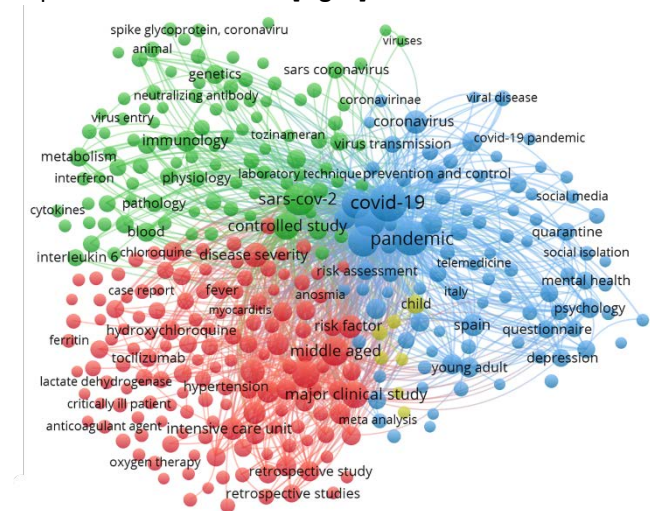 spike glycoprotein, coronaviru
animal
viruses
genetics
sars coronavirus
neutralizing antibody
coronavirinae
viral disease
virus entry
coronavirus
immunology
tozinameran
virus transmission
covid-19 pandemic
metabolism
interferon
physiology
laboratory technique
prevention and control
cytokines
pathology
sars-cov-2
covid-19
social media
blood
controlled study
pandemic
quarantine
interleukin 6
chloroquine
disease severity
social isolation
risk assessment
telemedicine
case report
fever
anosmia
italy
mental health
myocarditis
child
psychology
ferritin
hydroxychloroquine
risk factor
spain
questionnaire
tocilizumab
middle aged
depression
lactate dehydrogenase
hypertension
young adult
critically ill patient
major clinical study
anticoagulant agent
intensive care unit
meta analysis
oxygen therapy
retrospective study
retrospective studies